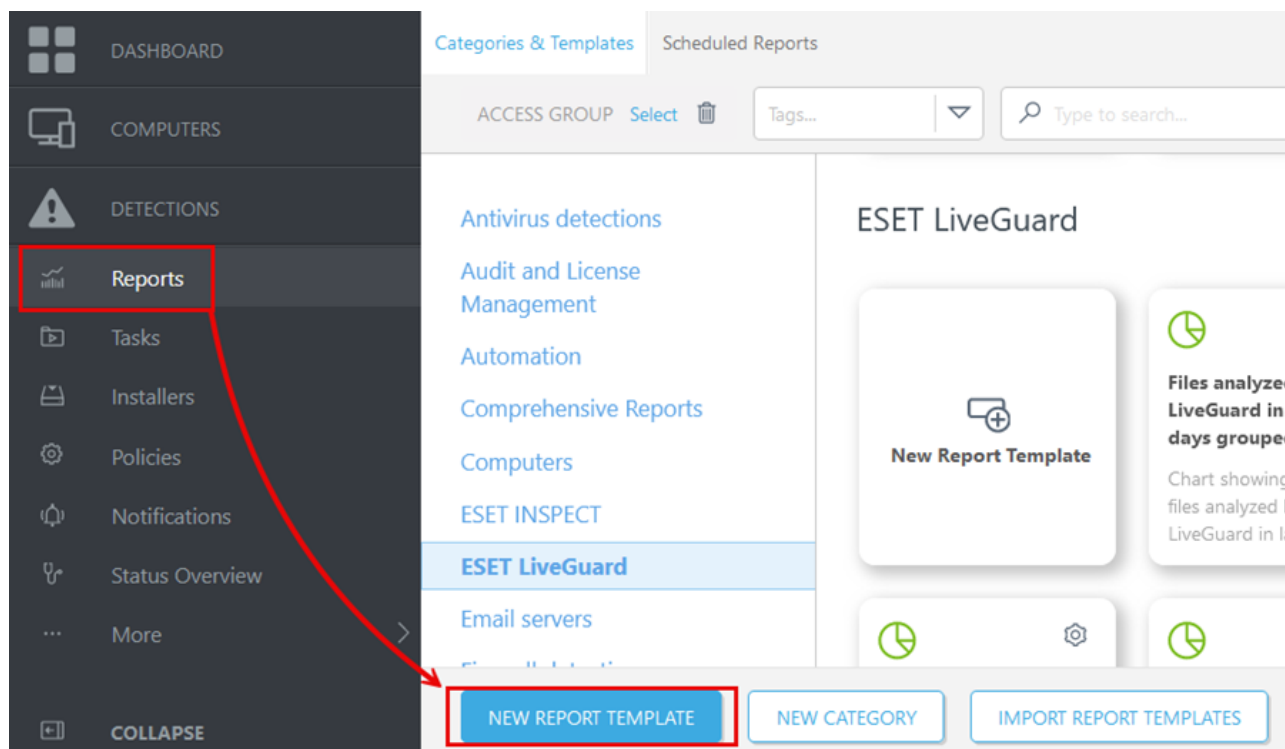 DASHBOARD
COMPUTERS
DETECTIONS
Reports
Tasks
Installers
Policies
Notifications
Status Overview
More
COLLAPSE
Categories & Templates
Scheduled Reports
ACCESS GROUP Select
Tags...
Type to search...
Antivirus detections
Audit and License
Management
Automation
Comprehensive Reports
Computers
ESET INSPECT
ESET LiveGuard
Email servers
ESET LiveGuard
New Report Template
Files analyze
LiveGuard in
days groupe
Chart showing
files analyzed
LiveGuard in
NEW REPORT TEMPLATE
NEW CATEGORY
IMPORT REPORT TEMPLATES